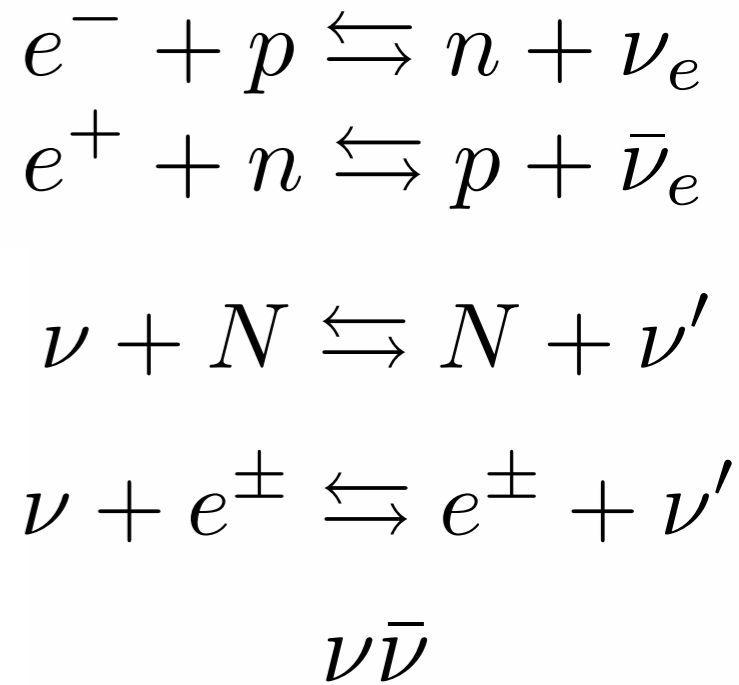 e⁻ + p ⇆ n + νₑ
e⁺ + n ⇆ p + ν̄ₑ
ν + N ⇆ N + ν′
ν + e^± ⇆ e^± + ν′
νν̄